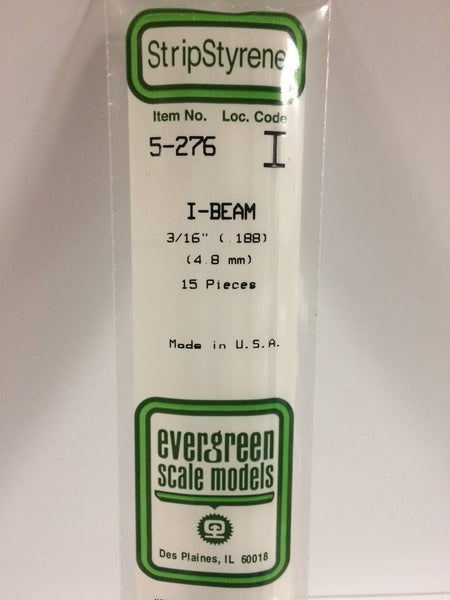 StripStyrene
Item No. Loc. Code
5-276 I
I-BEAM
3/16" (.188)
(4.8 mm)
15 Pieces
Made in U.S.A.
evergreen
scale models
Des Plaines, IL 60018